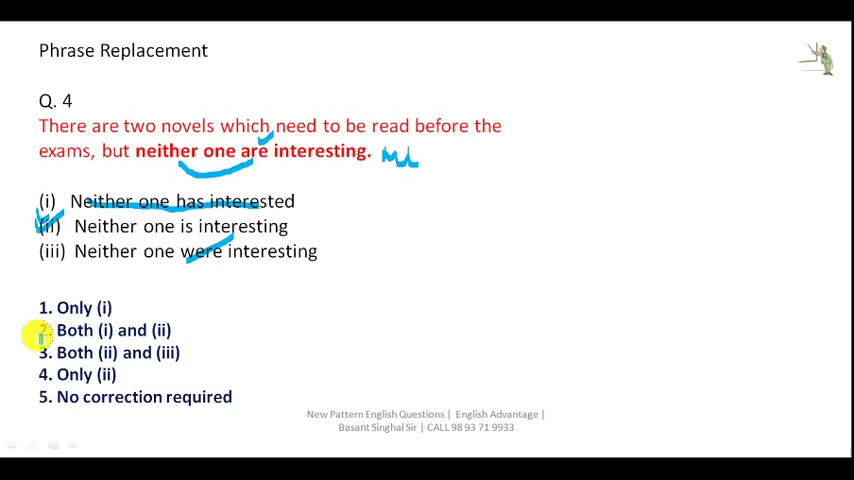 Phrase Replacement
Q. 4
There are two novels which need to be read before the
exams, but neither one are interesting.
(i) Neither one has interested
(ii) Neither one is interesting
(iii) Neither one were interesting
1. Only (i)
2. Both (i) and (ii)
3. Both (ii) and (iii)
4. Only (ii)
5. No correction required
New Pattern English Questions | English Advantage |
Basant Singhal Sir | CALL 98 93 71 9933